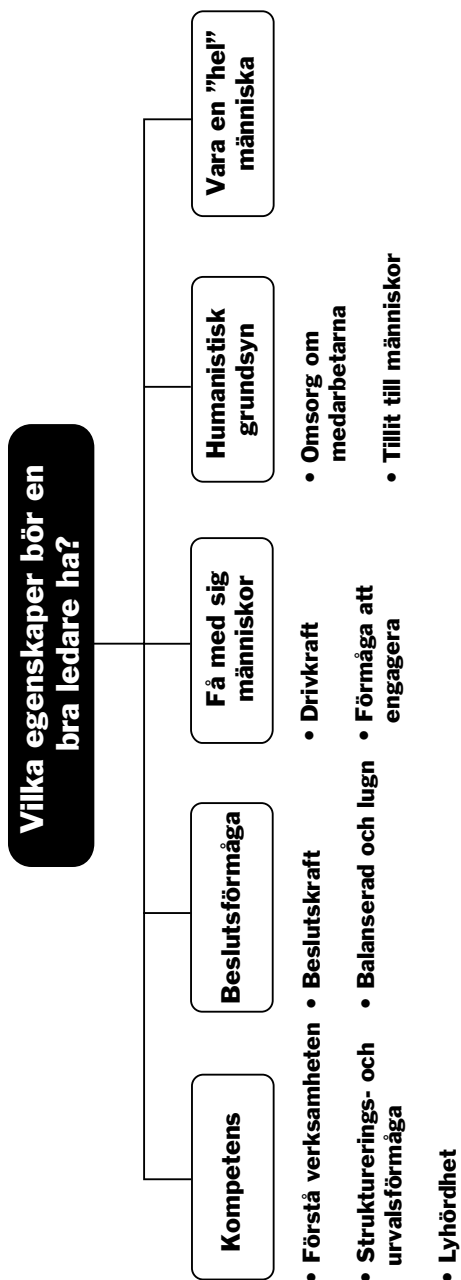 Vilka egenskaper bör en
bra ledare ha?
Kompetens
• Förstå verksamheten
• Strukturerings- och
urvalsförmåga
• Lyhördhet
Beslutsförmåga
• Beslutskraft
• Balanserad och lugn
Få med sig
människor
• Drivkraft
• Förmåga att
engagera
Humanistisk
grundsyn
• Omsorg om
medarbetarna
• Tillit till människor
Vara en ”hel”
människa